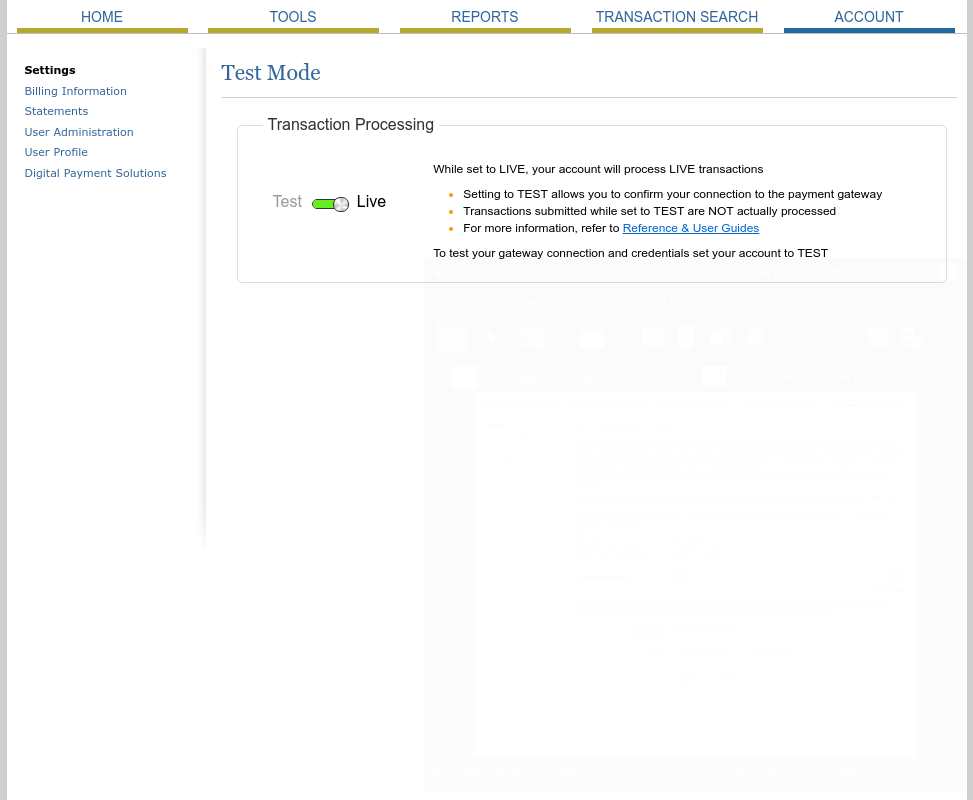 HOME TOOLS REPORTS TRANSACTION SEARCH ACCOUNT
Settings
Billing Information
Statements
User Administration
User Profile
Digital Payment Solutions
Test Mode
Transaction Processing
Test Live
While set to LIVE, your account will process LIVE transactions
Setting to TEST allows you to confirm your connection to the payment gateway
Transactions submitted while set to TEST are NOT actually processed
For more information, refer to Reference & User Guides
To test your gateway connection and credentials set your account to TEST